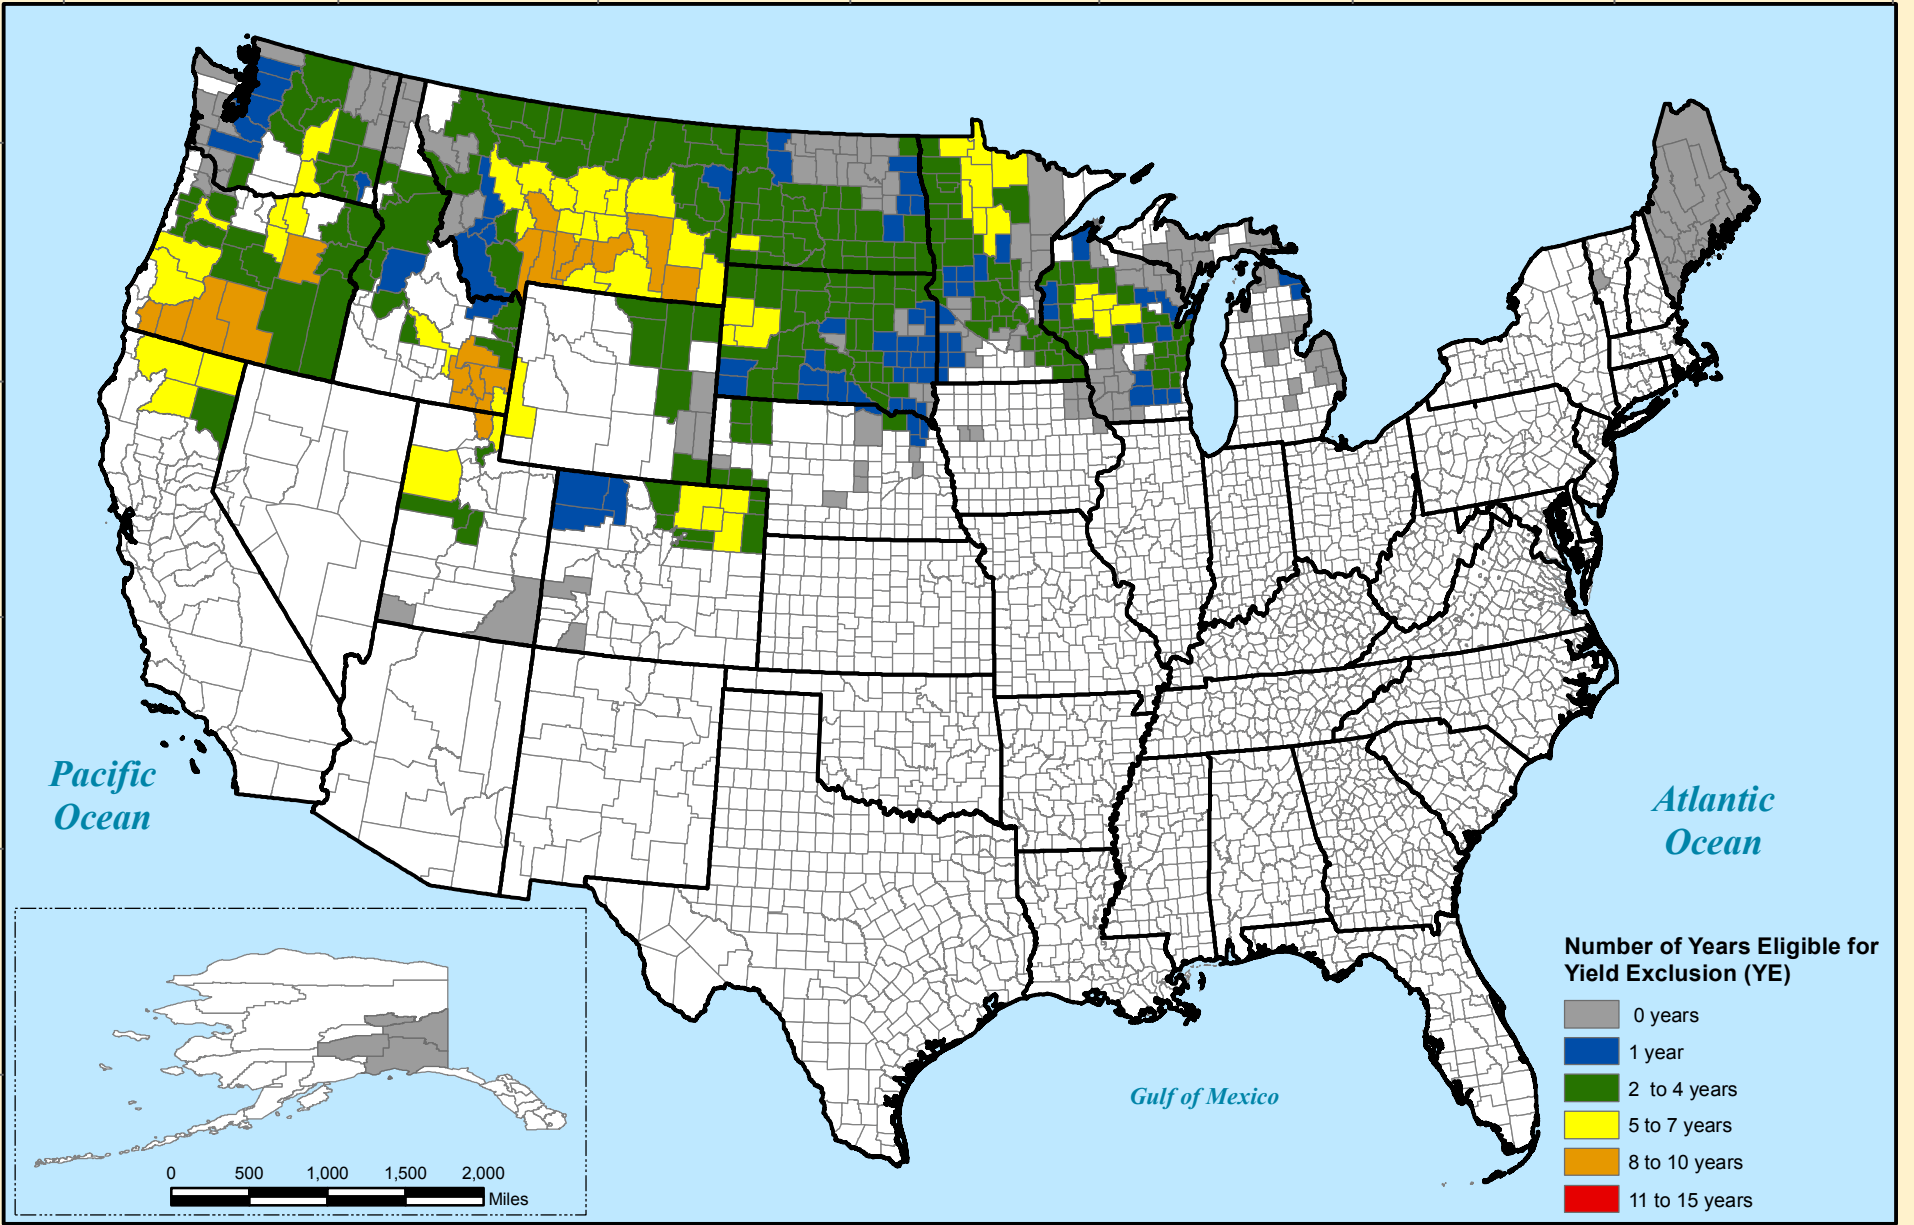 Pacific
Ocean
Atlantic
Ocean
Gulf of Mexico
Number of Years Eligible for
Yield Exclusion (YE)
0 years
1 year
2 to 4 years
5 to 7 years
8 to 10 years
11 to 15 years
0 500 1,000 1,500 2,000
Miles